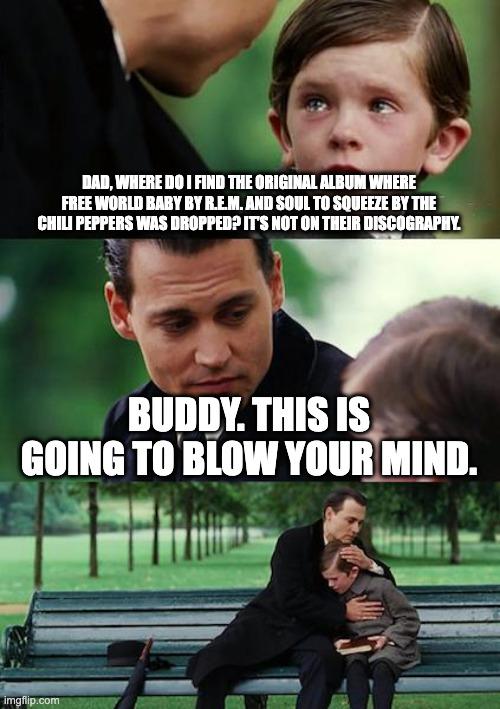 DAD, WHERE DO I FIND THE ORIGINAL ALBUM WHERE
FREE WORLD BABY BY R.E.M. AND SOUL TO SQUEEZE BY THE
CHILI PEPPERS WAS DROPPED? IT'S NOT ON THEIR DISCOGRAPHY.
BUDDY. THIS IS
GOING TO BLOW YOUR MIND.
imgflip.com